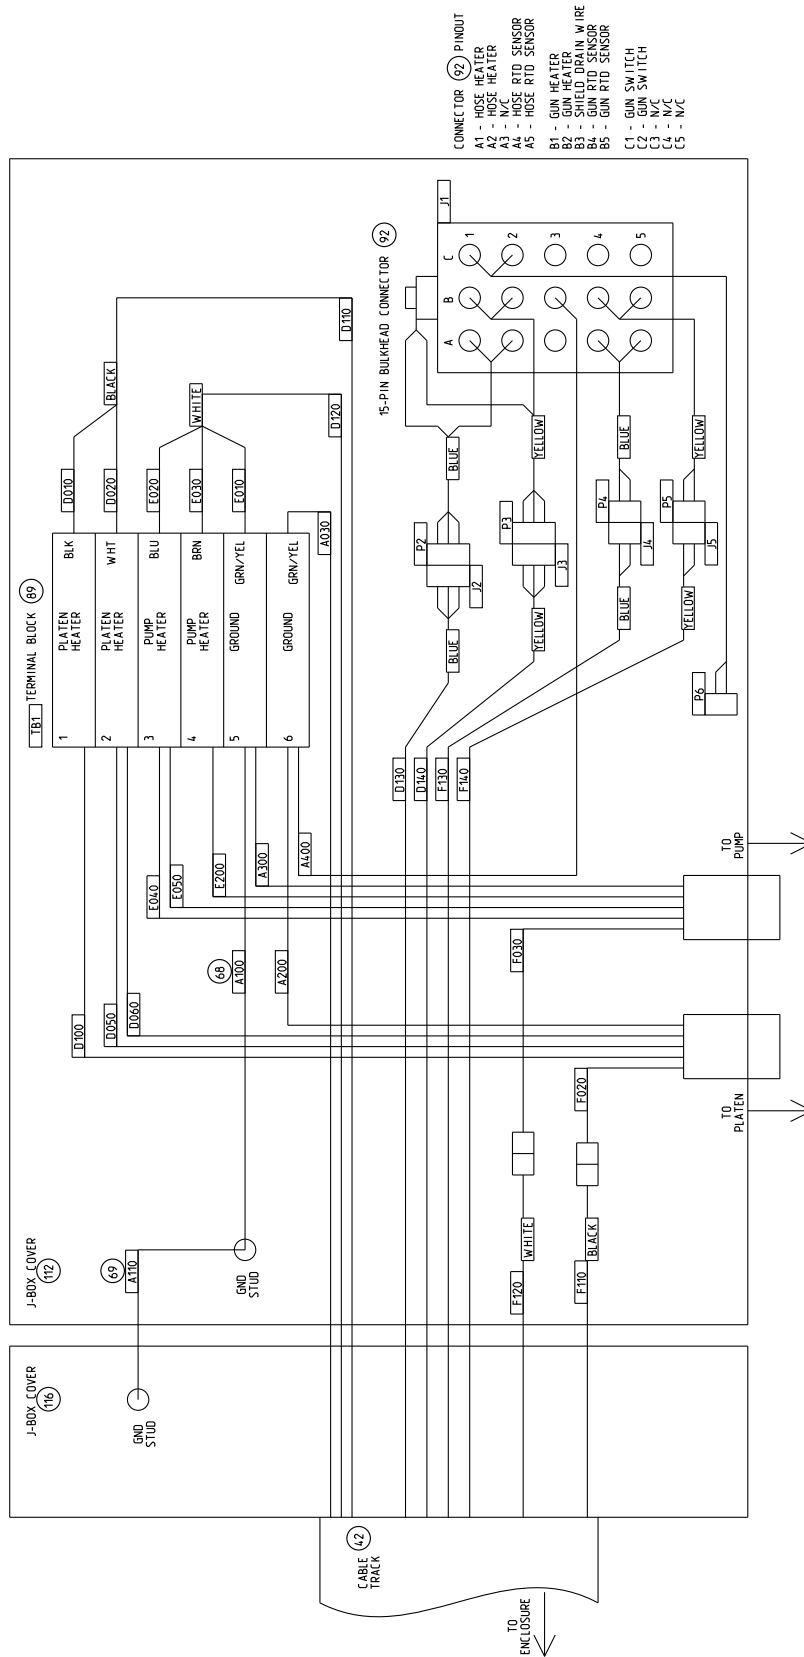 CONNECTOR 92 PINOUT
A1 - HOSE HEATER
A2 - HOSE HEATER
A3 - N/C
A4 - HOSE RTD SENSOR
A5 - HOSE RTD SENSOR
B1 - GUN HEATER
B2 - GUN HEATER
B3 - SHIELD DRAIN WIRE
B4 - GUN RTD SENSOR
B5 - GUN RTD SENSOR
C1 - GUN SWITCH
C2 - GUN SWITCH
C3 - N/C
C4 - N/C
C5 - N/C
15-PIN BULKHEAD CONNECTOR 92
J1
A B C
1
2
3
4
5
D110
D120
BLACK
WHITE
D010
D020
E020
E030
E010
A030
TB1 TERMINAL BLOCK 89
1 PLATEN
HEATER BLK
2 PLATEN
HEATER WHT
3 PUMP
HEATER BLU
4 PUMP
HEATER BRN
5 GROUND GRN/YEL
6 GROUND GRN/YEL
BLUE
YELLOW
BLUE
YELLOW
P2
J2
P3
J3
P4
J4
P5
J5
BLUE
YELLOW
BLUE
YELLOW
P6
D130
D140
F130
F140
D100
D050
D060
E040
E050
E200
A300
A400
68
A100
A200
F030
F020
TO
PUMP
TO
PLATEN
WHITE
BLACK
F120
F110
J-BOX COVER
112
69
A110
GND
STUD
J-BOX COVER
116
GND
STUD
CABLE
TRACK
42
TO
ENCLOSURE